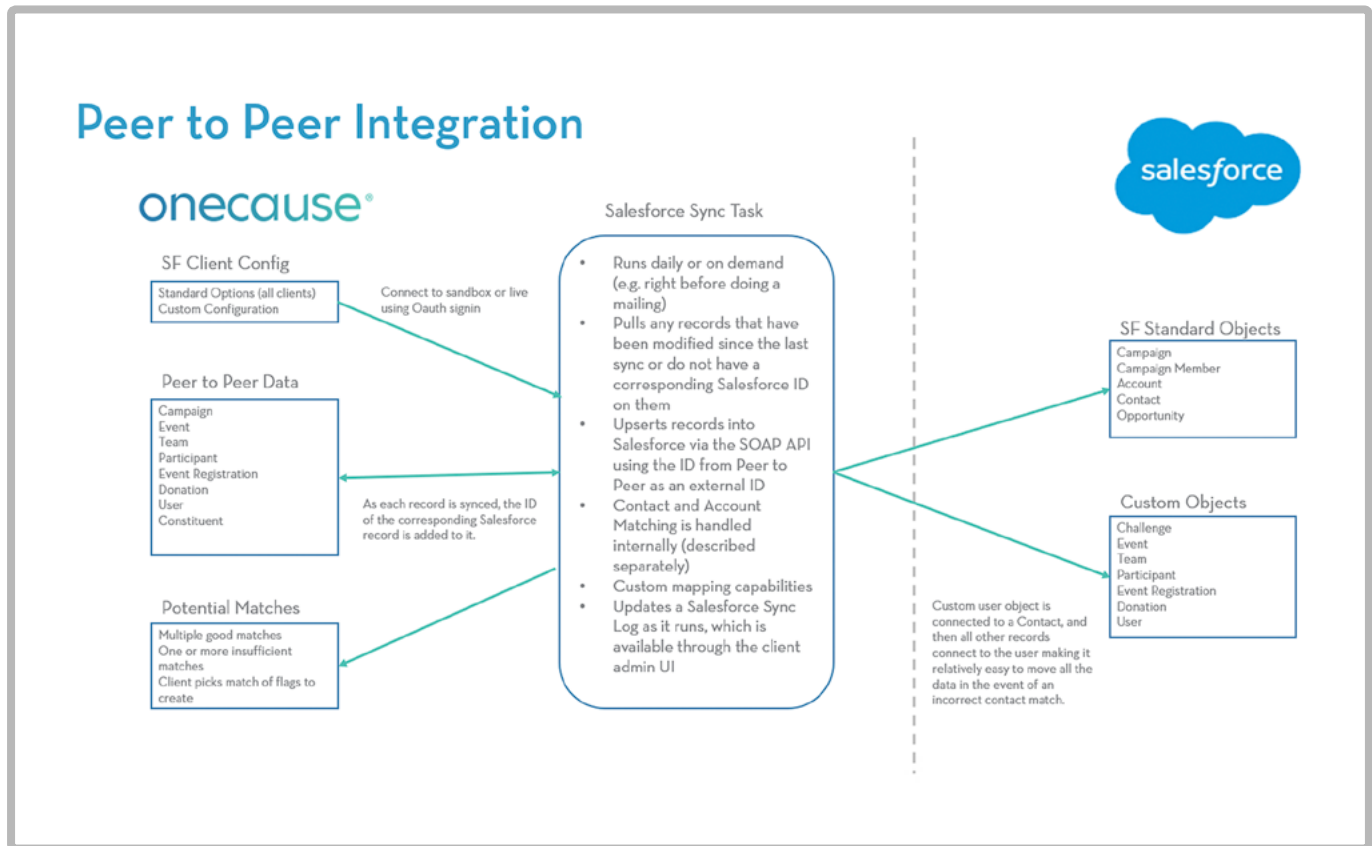 Peer to Peer Integration
onecause®
SF Client Config
Standard Options (all clients)
Custom Configuration
Connect to sandbox or live
using Oauth signin
Peer to Peer Data
Campaign
Event
Team
Participant
Event Registration
Donation
User
Constituent
As each record is synced, the ID
of the corresponding Salesforce
record is added to it.
Potential Matches
Multiple good matches
One or more insufficient
matches
Client picks match of flags to
create
Salesforce Sync Task
• Runs daily or on demand
(e.g. right before doing a
mailing)
• Pulls any records that have
been modified since the last
sync or do not have a
corresponding Salesforce ID
on them
• Upserts records into
Salesforce via the SOAP API
using the ID from Peer to
Peer as an external ID
• Contact and Account
Matching is handled
internally (described
separately)
• Custom mapping capabilities
• Updates a Salesforce Sync
Log as it runs, which is
available through the client
admin UI
salesforce
SF Standard Objects
Campaign
Campaign Member
Account
Contact
Opportunity
Custom Objects
Challenge
Event
Team
Participant
Event Registration
Donation
User
Custom user object is
connected to a Contact, and
then all other records
connect to the user making it
relatively easy to move all the
data in the event of an
incorrect contact match.